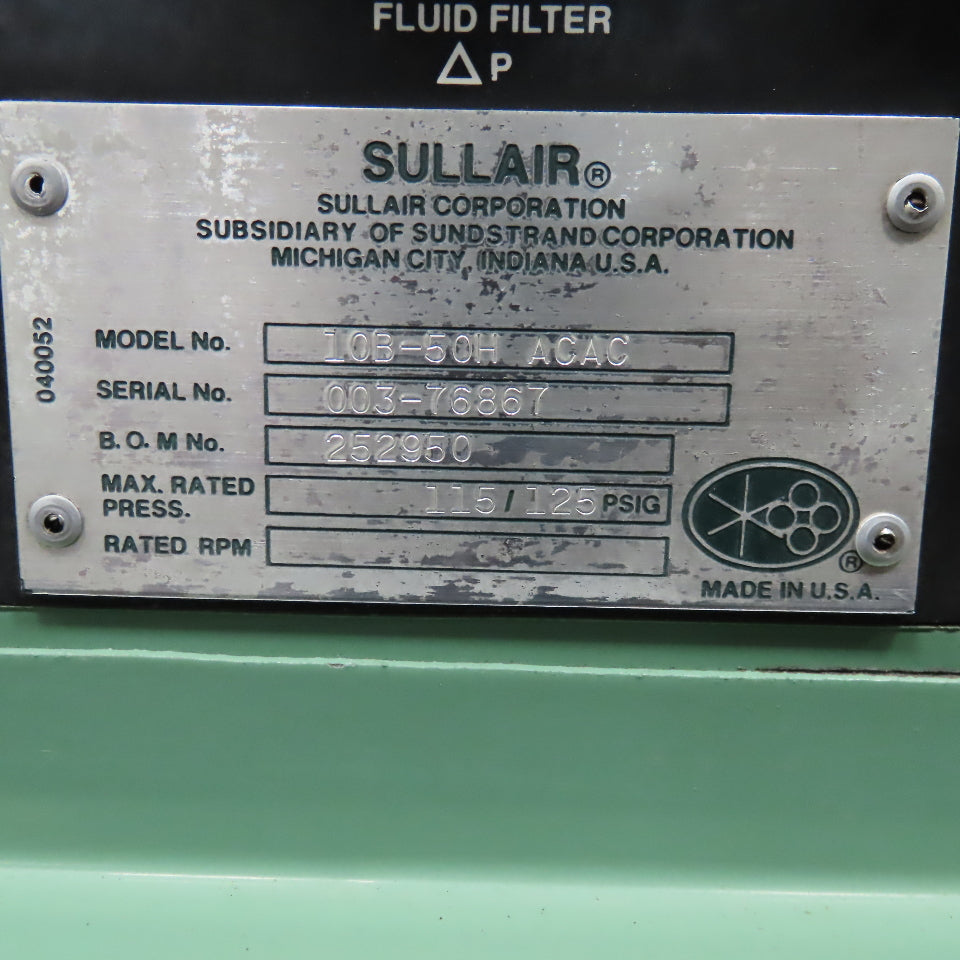 FLUID FILTER
△ P
SULLAIR®
SULLAIR CORPORATION
SUBSIDIARY OF SUNDSTRAND CORPORATION
MICHIGAN CITY, INDIANA U.S.A.
040052
MODEL No. 10B-50H ACAC
SERIAL No. 003-76867
B.O.M No. 252950
MAX. RATED
PRESS. 115/125 PSIG
RATED RPM
®
MADE IN U.S.A.